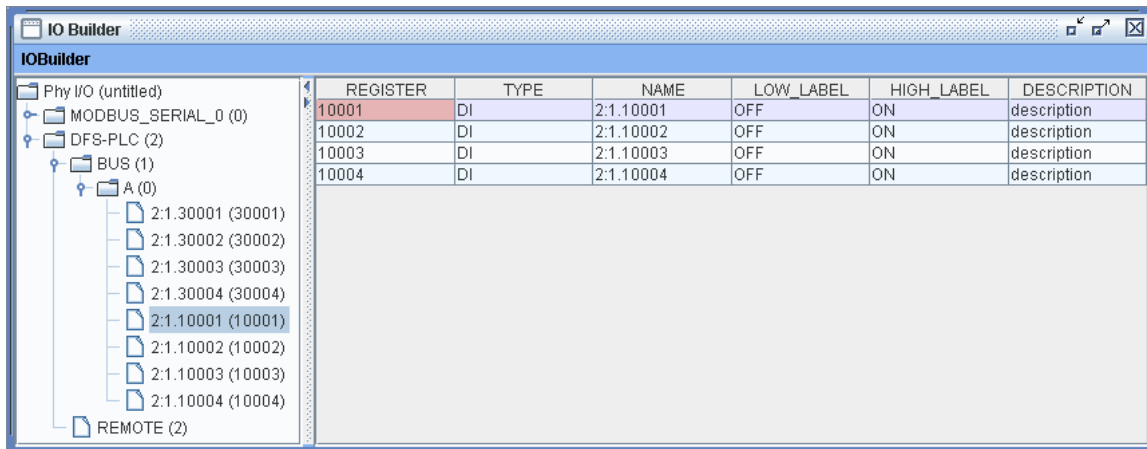 IO Builder
IOBuilder
Phy I/O (untitled)
MODBUS_SERIAL_0 (0)
DFS-PLC (2)
BUS (1)
A (0)
2:1.30001 (30001)
2:1.30002 (30002)
2:1.30003 (30003)
2:1.30004 (30004)
2:1.10001 (10001)
2:1.10002 (10002)
2:1.10003 (10003)
2:1.10004 (10004)
REMOTE (2)
REGISTER TYPE NAME LOW_LABEL HIGH_LABEL DESCRIPTION
10001 DI 2:1.10001 OFF ON description
10002 DI 2:1.10002 OFF ON description
10003 DI 2:1.10003 OFF ON description
10004 DI 2:1.10004 OFF ON description